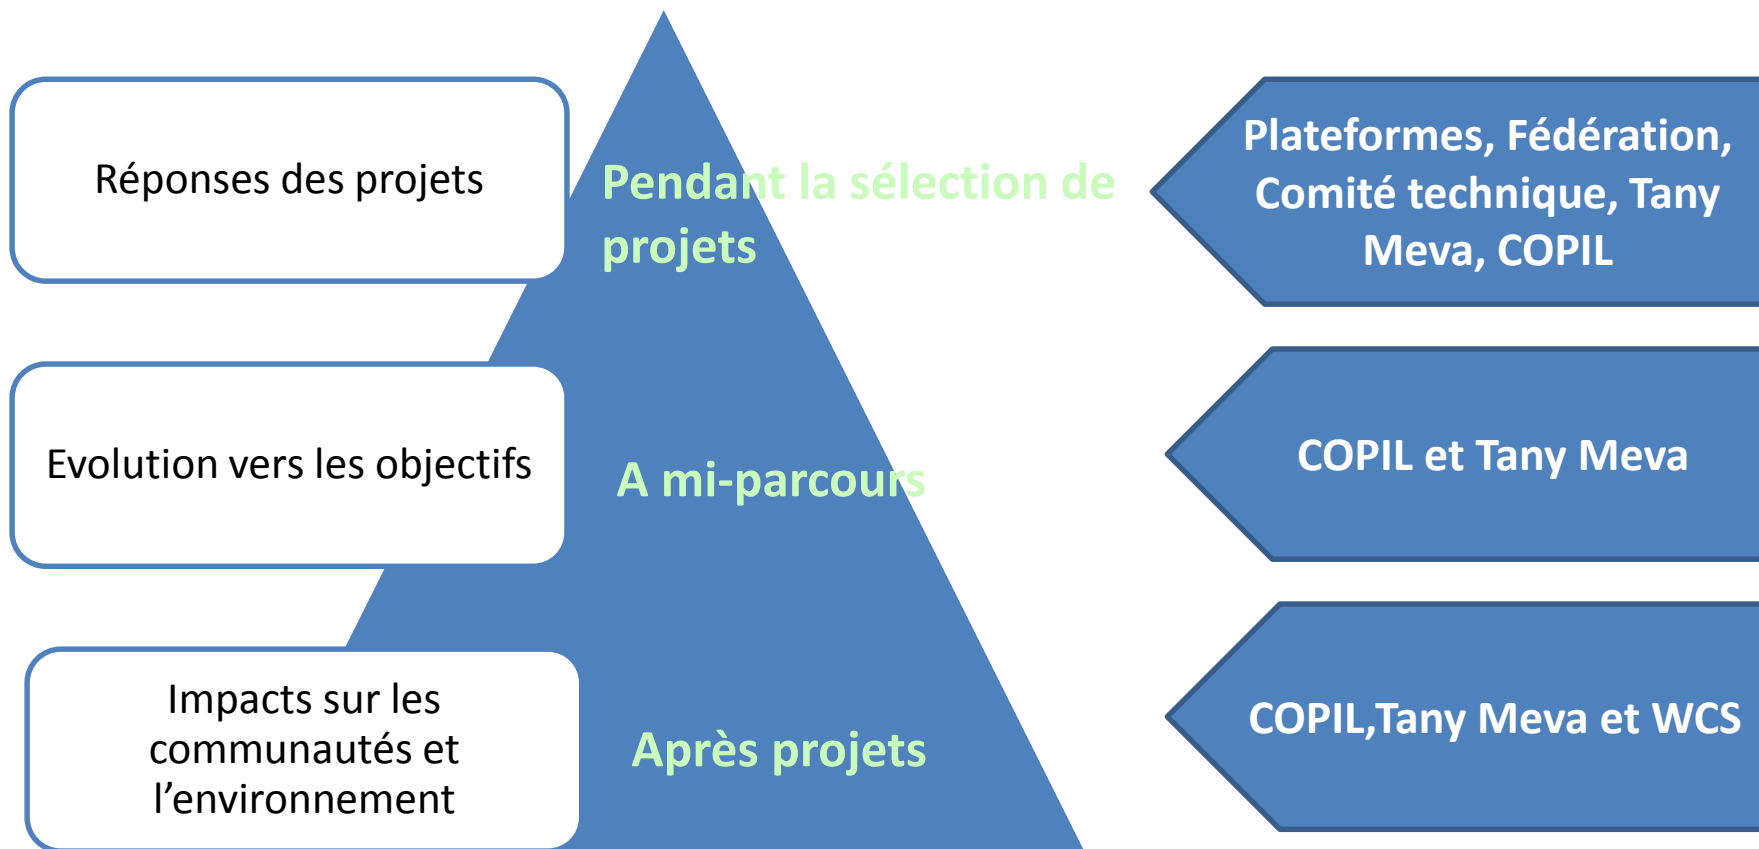 Réponses des projets
Pendant la sélection de
projets
Plateformes, Fédération,
Comité technique, Tany
Meva, COPIL
Evolution vers les objectifs
A mi-parcours
COPIL et Tany Meva
Impacts sur les
communautés et
l’environnement
Après projets
COPIL,Tany Meva et WCS